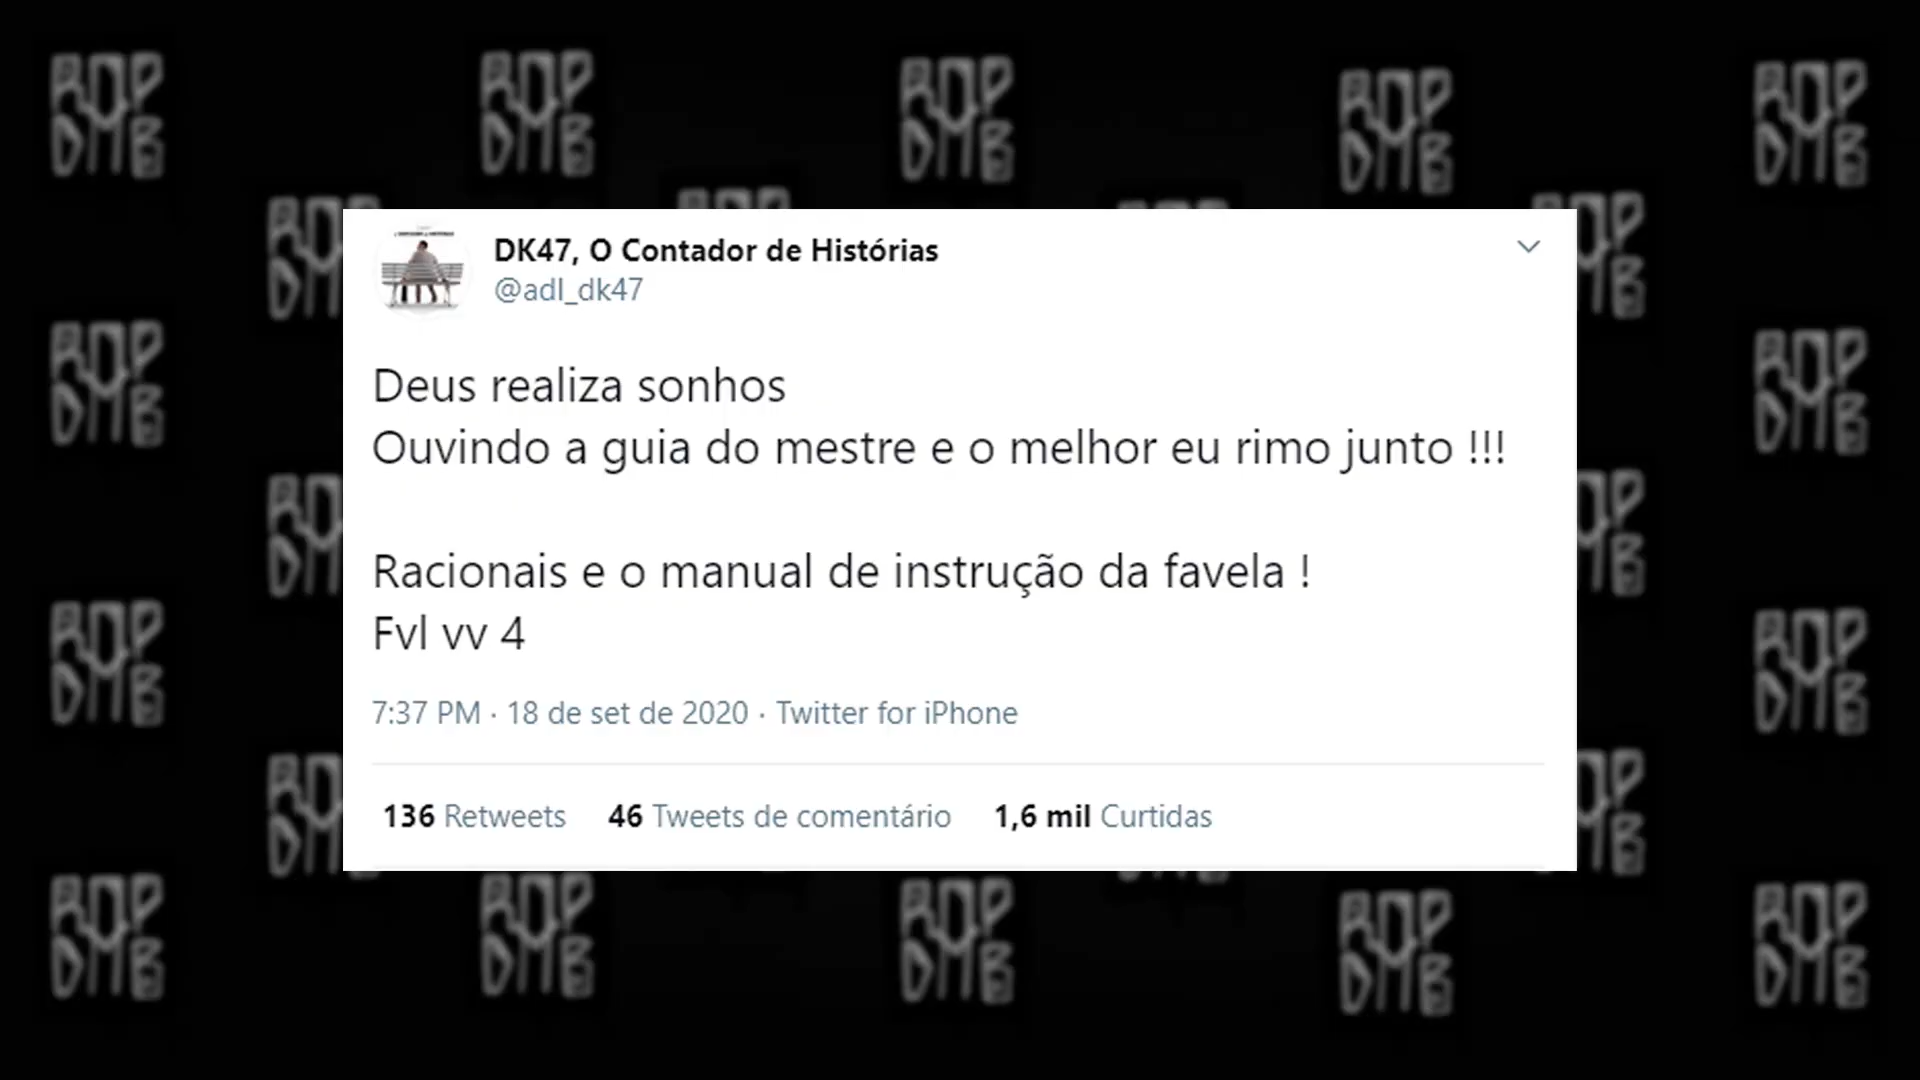 DK47, O Contador de Histórias
@adl_dk47
Deus realiza sonhos
Ouvindo a guia do mestre e o melhor eu rimo junto !!!
Racionais e o manual de instrução da favela !
Fvl vv 4
7:37 PM · 18 de set de 2020 · Twitter for iPhone
136 Retweets 46 Tweets de comentário 1,6 mil Curtidas